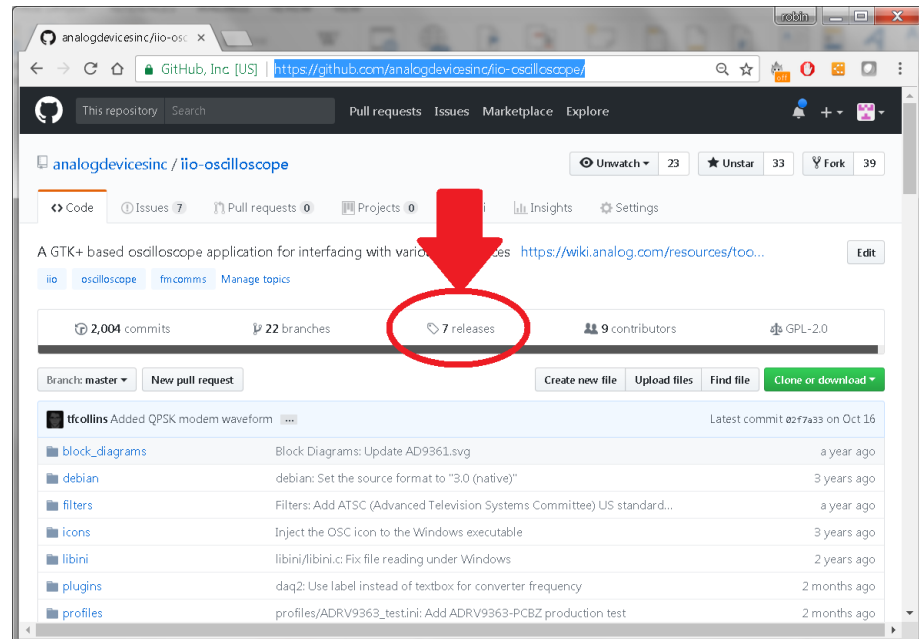 robin
analogdevicesinc/iio-osc
GitHub, Inc. [US] | https://github.com/analogdevicesinc/iio-oscilloscope/
off
This repository Search Pull requests Issues Marketplace Explore
analogdevicesinc / iio-oscilloscope Unwatch 23 Unstar 33 Fork 39
Code Issues 7 Pull requests 0 Projects 0 Insights Settings
A GTK+ based oscilloscope application for interfacing with https://wiki.analog.com/resources/too... Edit
iio oscilloscope fmcomms Manage topics
2,004 commits 22 branches 7 releases 9 contributors GPL-2.0
Branch: master New pull request Create new file Upload files Find file Clone or download
tfcollins Added QPSK modem waveform ... Latest commit 02f7a33 on Oct 16
block_diagrams Block Diagrams: Update AD9361.svg a year ago
debian debian: Set the source format to "3.0 (native)" 3 years ago
filters Filters: Add ATSC (Advanced Television Systems Committee) US standard... a year ago
icons Inject the OSC icon to the Windows executable 3 years ago
libini libini/libini.c: Fix file reading under Windows 2 years ago
plugins daq2: Use label instead of textbox for converter frequency 2 months ago
profiles profiles/ADRV9363_test.ini: Add ADRV9363-PCBZ production test 2 months ago